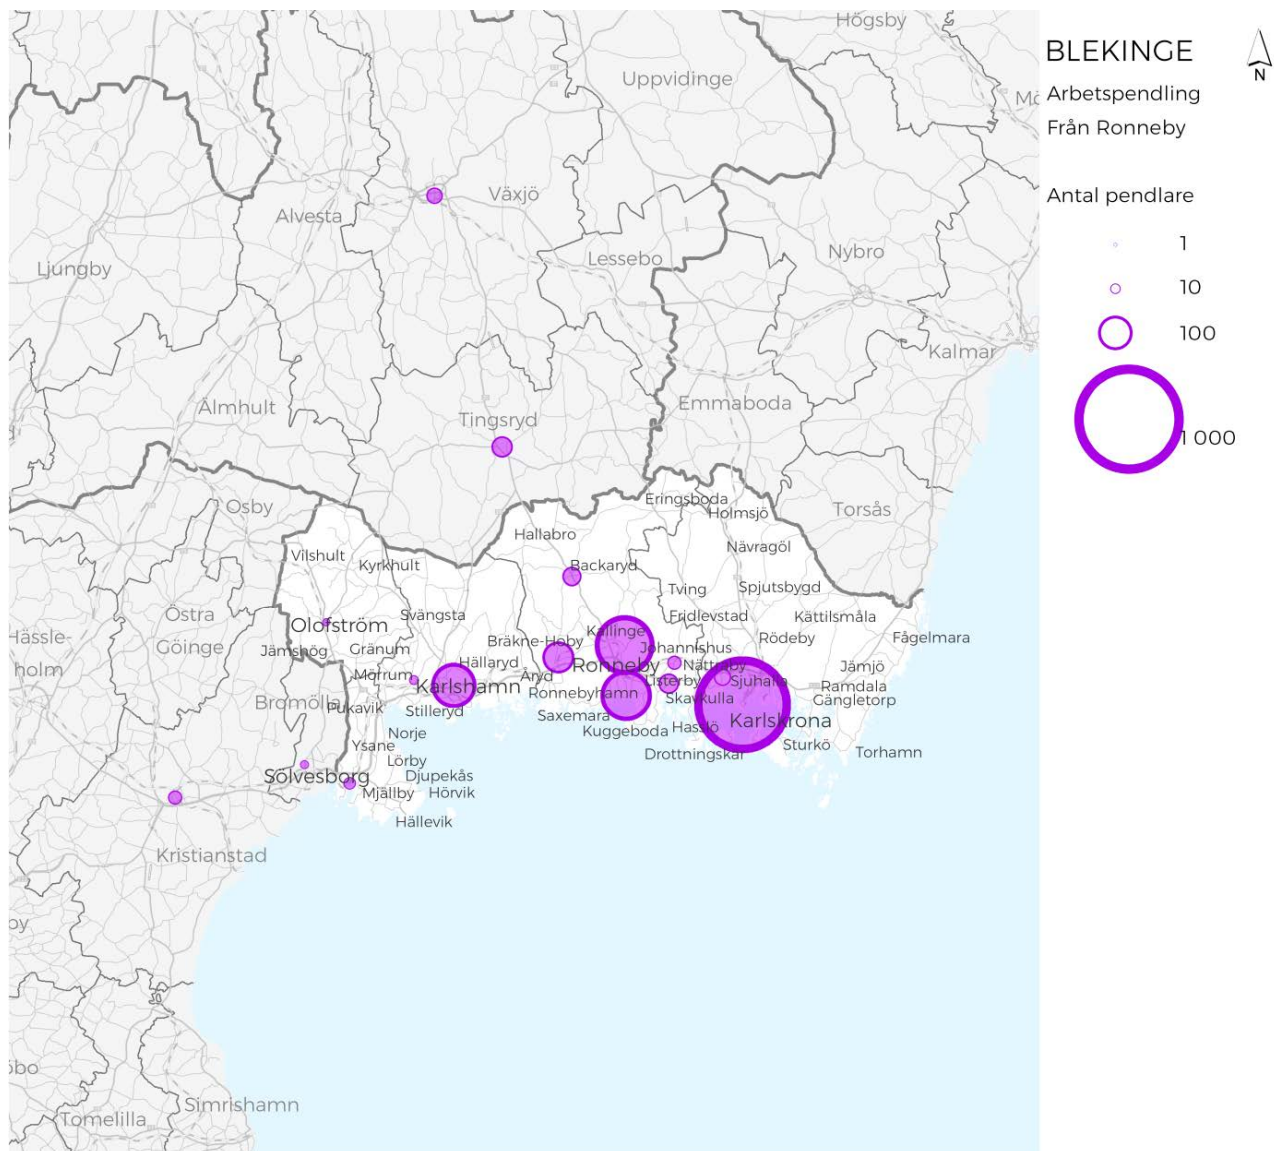 BLEKINGE
N
Arbetspendling
Från Ronneby
Antal pendlare
1
10
100
1 000
Högsby
Uppvidinge
Växjö
Alvesta
Nybro
Lessebo
Ljungby
Kalmar
Älmhult
Emmaboda
Tingsryd
Osby
Eringsboda
Torsås
Holmsjö
Hallabro
Nävragöl
Vilshult
Kyrkhult
Backaryd
Spjutsbygd
Tving
Östra
Göinge
Svängsta
Fridlevstad
Kättilsmåla
Olofström
Kallinge
Hässle-
holm
Rödeby
Fågelmara
Bräkne-Hoby
Johannishus
Jämshög
Gränum
Hällaryd
Ronneby
Nättraby
Jämjö
Mörrum
Åryd
Listerby
Sjuhalla
Karlshamn
Ramdala
Ronnebyhamn
Skavkulla
Gängletorp
Bromölla
Pukavik
Stilleryd
Saxemara
Karlskrona
Kuggeboda
Hasslö
Norje
Ysane
Sturkö
Drottningskär
Torhamn
Lörby
Sölvesborg
Djupekås
Mjällby
Hörvik
Hällevik
Kristianstad
Simrishamn
Tomelilla